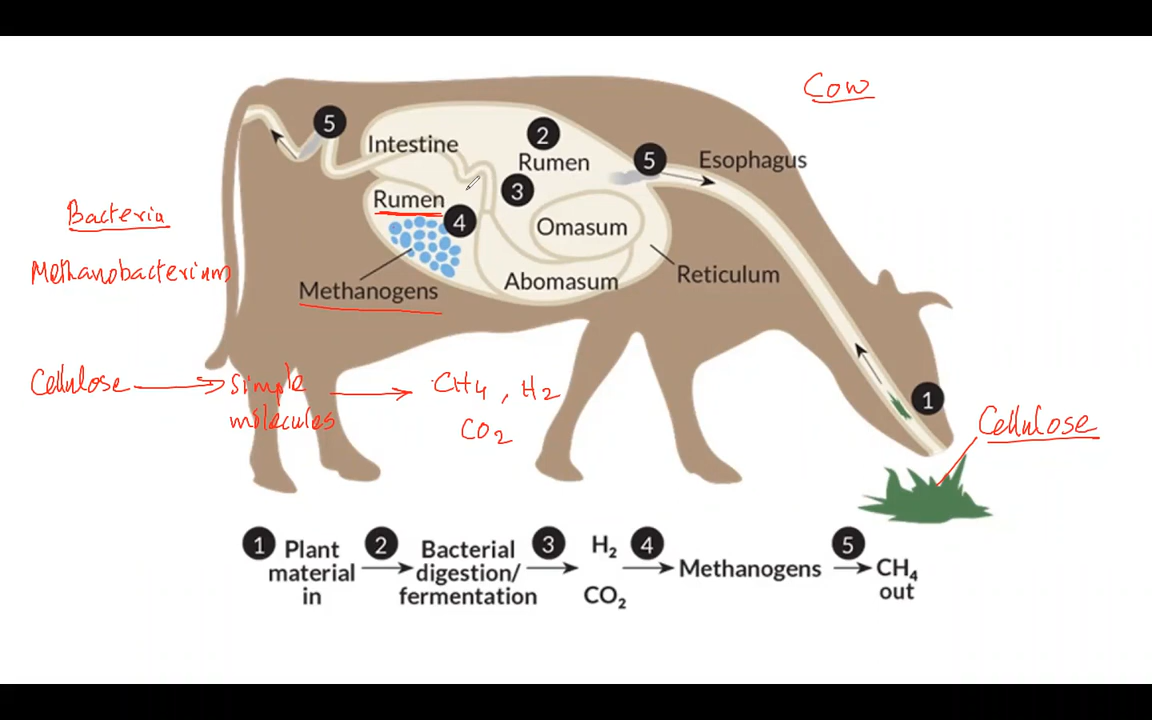 Cow
5
Intestine
2
Rumen
5
Esophagus
3
Rumen
4
Bacteria
Omasum
Methanobacterium
Methanogens
Abomasum
Reticulum
Cellulose
simple
molecules
CH4, H2
CO2
1
Cellulose
1 Plant
material
in
2 Bacterial
digestion/
fermentation
3 H₂
CO₂
4 Methanogens
5 CH₄
out